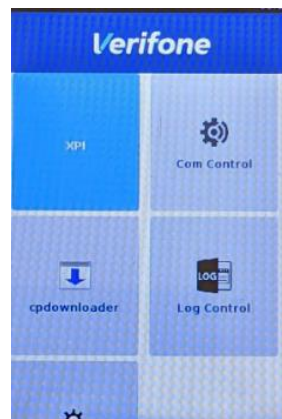 Verifone
XPI
Com Control
cpdownloader
LOG
Log Control